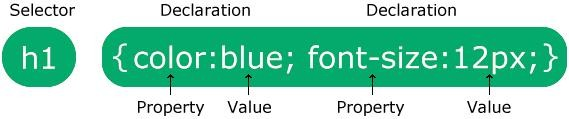 Selector Declaration Declaration
h1 {color:blue; font-size:12px;}
Property Value Property Value